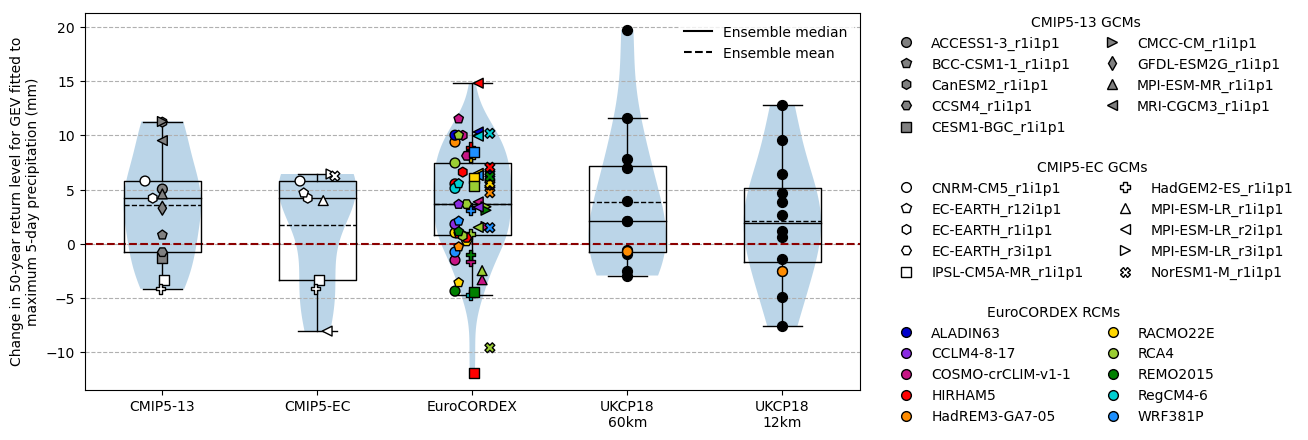 Change in 50-year return level for GEV fitted to
maximum 5-day precipitation (mm)
20
15
10
5
0
−5
−10
Ensemble median
Ensemble mean
CMIP5-13
CMIP5-EC
EuroCORDEX
UKCP18
60km
UKCP18
12km
CMIP5-13 GCMs
ACCESS1-3_r1i1p1
BCC-CSM1-1_r1i1p1
CanESM2_r1i1p1
CCSM4_r1i1p1
CESM1-BGC_r1i1p1
CMCC-CM_r1i1p1
GFDL-ESM2G_r1i1p1
MPI-ESM-MR_r1i1p1
MRI-CGCM3_r1i1p1
CMIP5-EC GCMs
CNRM-CM5_r1i1p1
EC-EARTH_r12i1p1
EC-EARTH_r1i1p1
EC-EARTH_r3i1p1
IPSL-CM5A-MR_r1i1p1
HadGEM2-ES_r1i1p1
MPI-ESM-LR_r1i1p1
MPI-ESM-LR_r2i1p1
MPI-ESM-LR_r3i1p1
NorESM1-M_r1i1p1
EuroCORDEX RCMs
ALADIN63
CCLM4-8-17
COSMO-crCLIM-v1-1
HIRHAM5
HadREM3-GA7-05
RACMO22E
RCA4
REMO2015
RegCM4-6
WRF381P